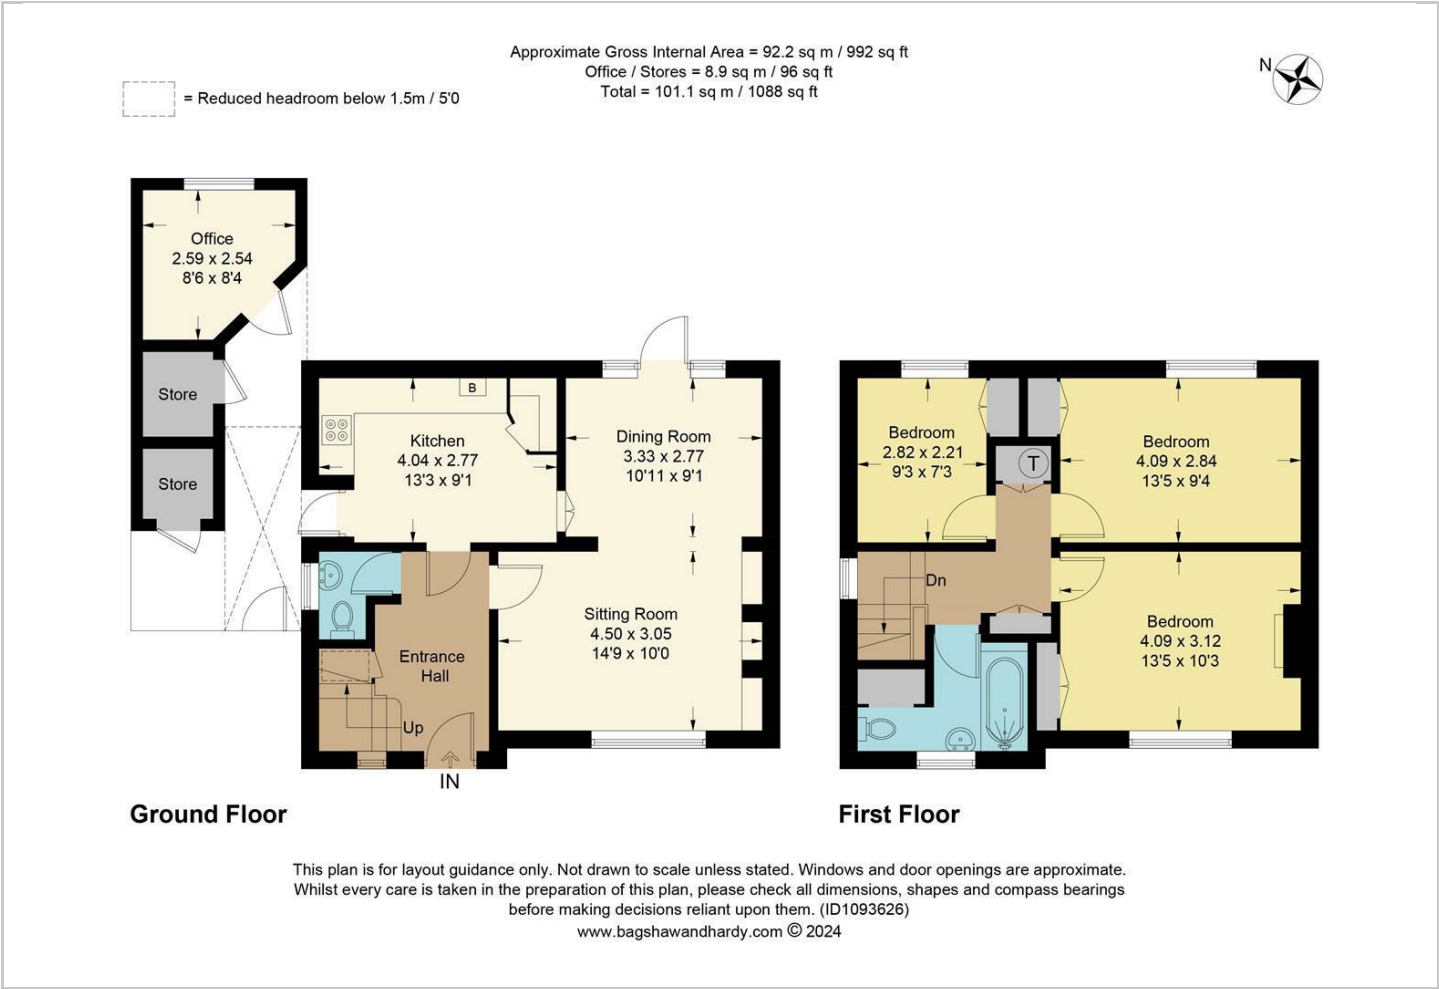 Approximate Gross Internal Area = 92.2 sq m / 992 sq ft
Office / Stores = 8.9 sq m / 96 sq ft
Total = 101.1 sq m / 1088 sq ft
N
= Reduced headroom below 1.5m / 5'0
Office
2.59 x 2.54
8'6 x 8'4
Store
Store
B
Kitchen
4.04 x 2.77
13'3 x 9'1
Dining Room
3.33 x 2.77
10'11 x 9'1
Sitting Room
4.50 x 3.05
14'9 x 10'0
Entrance
Hall
Up
IN
Bedroom
2.82 x 2.21
9'3 x 7'3
T
Bedroom
4.09 x 2.84
13'5 x 9'4
Dn
Bedroom
4.09 x 3.12
13'5 x 10'3
Ground Floor
First Floor
This plan is for layout guidance only. Not drawn to scale unless stated. Windows and door openings are approximate.
Whilst every care is taken in the preparation of this plan, please check all dimensions, shapes and compass bearings
before making decisions reliant upon them. (ID1093626)
www.bagshawandhardy.com © 2024